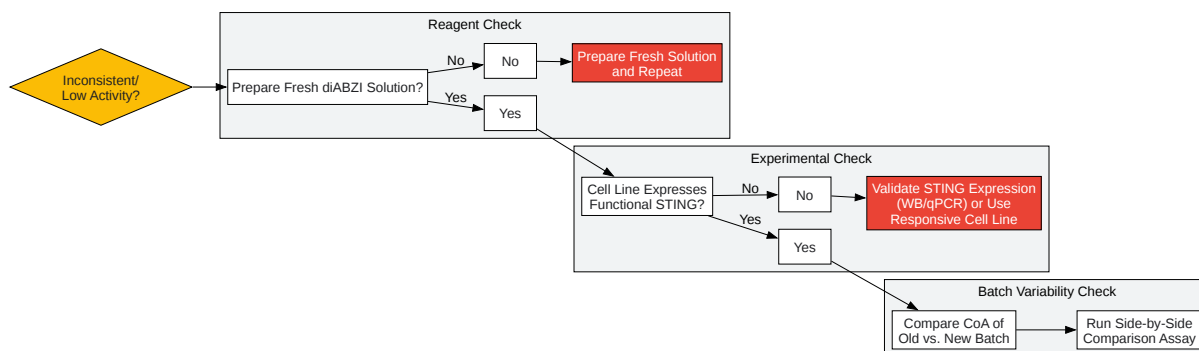 Reagent Check
Inconsistent/
Low Activity?
Prepare Fresh diABZI Solution?
No
No
Prepare Fresh Solution
and Repeat
Yes
Yes
Experimental Check
Cell Line Expresses
Functional STING?
No
No
Validate STING Expression
(WB/qPCR) or Use
Responsive Cell Line
Yes
Yes
Batch Variability Check
Compare CoA of
Old vs. New Batch
Run Side-by-Side
Comparison Assay